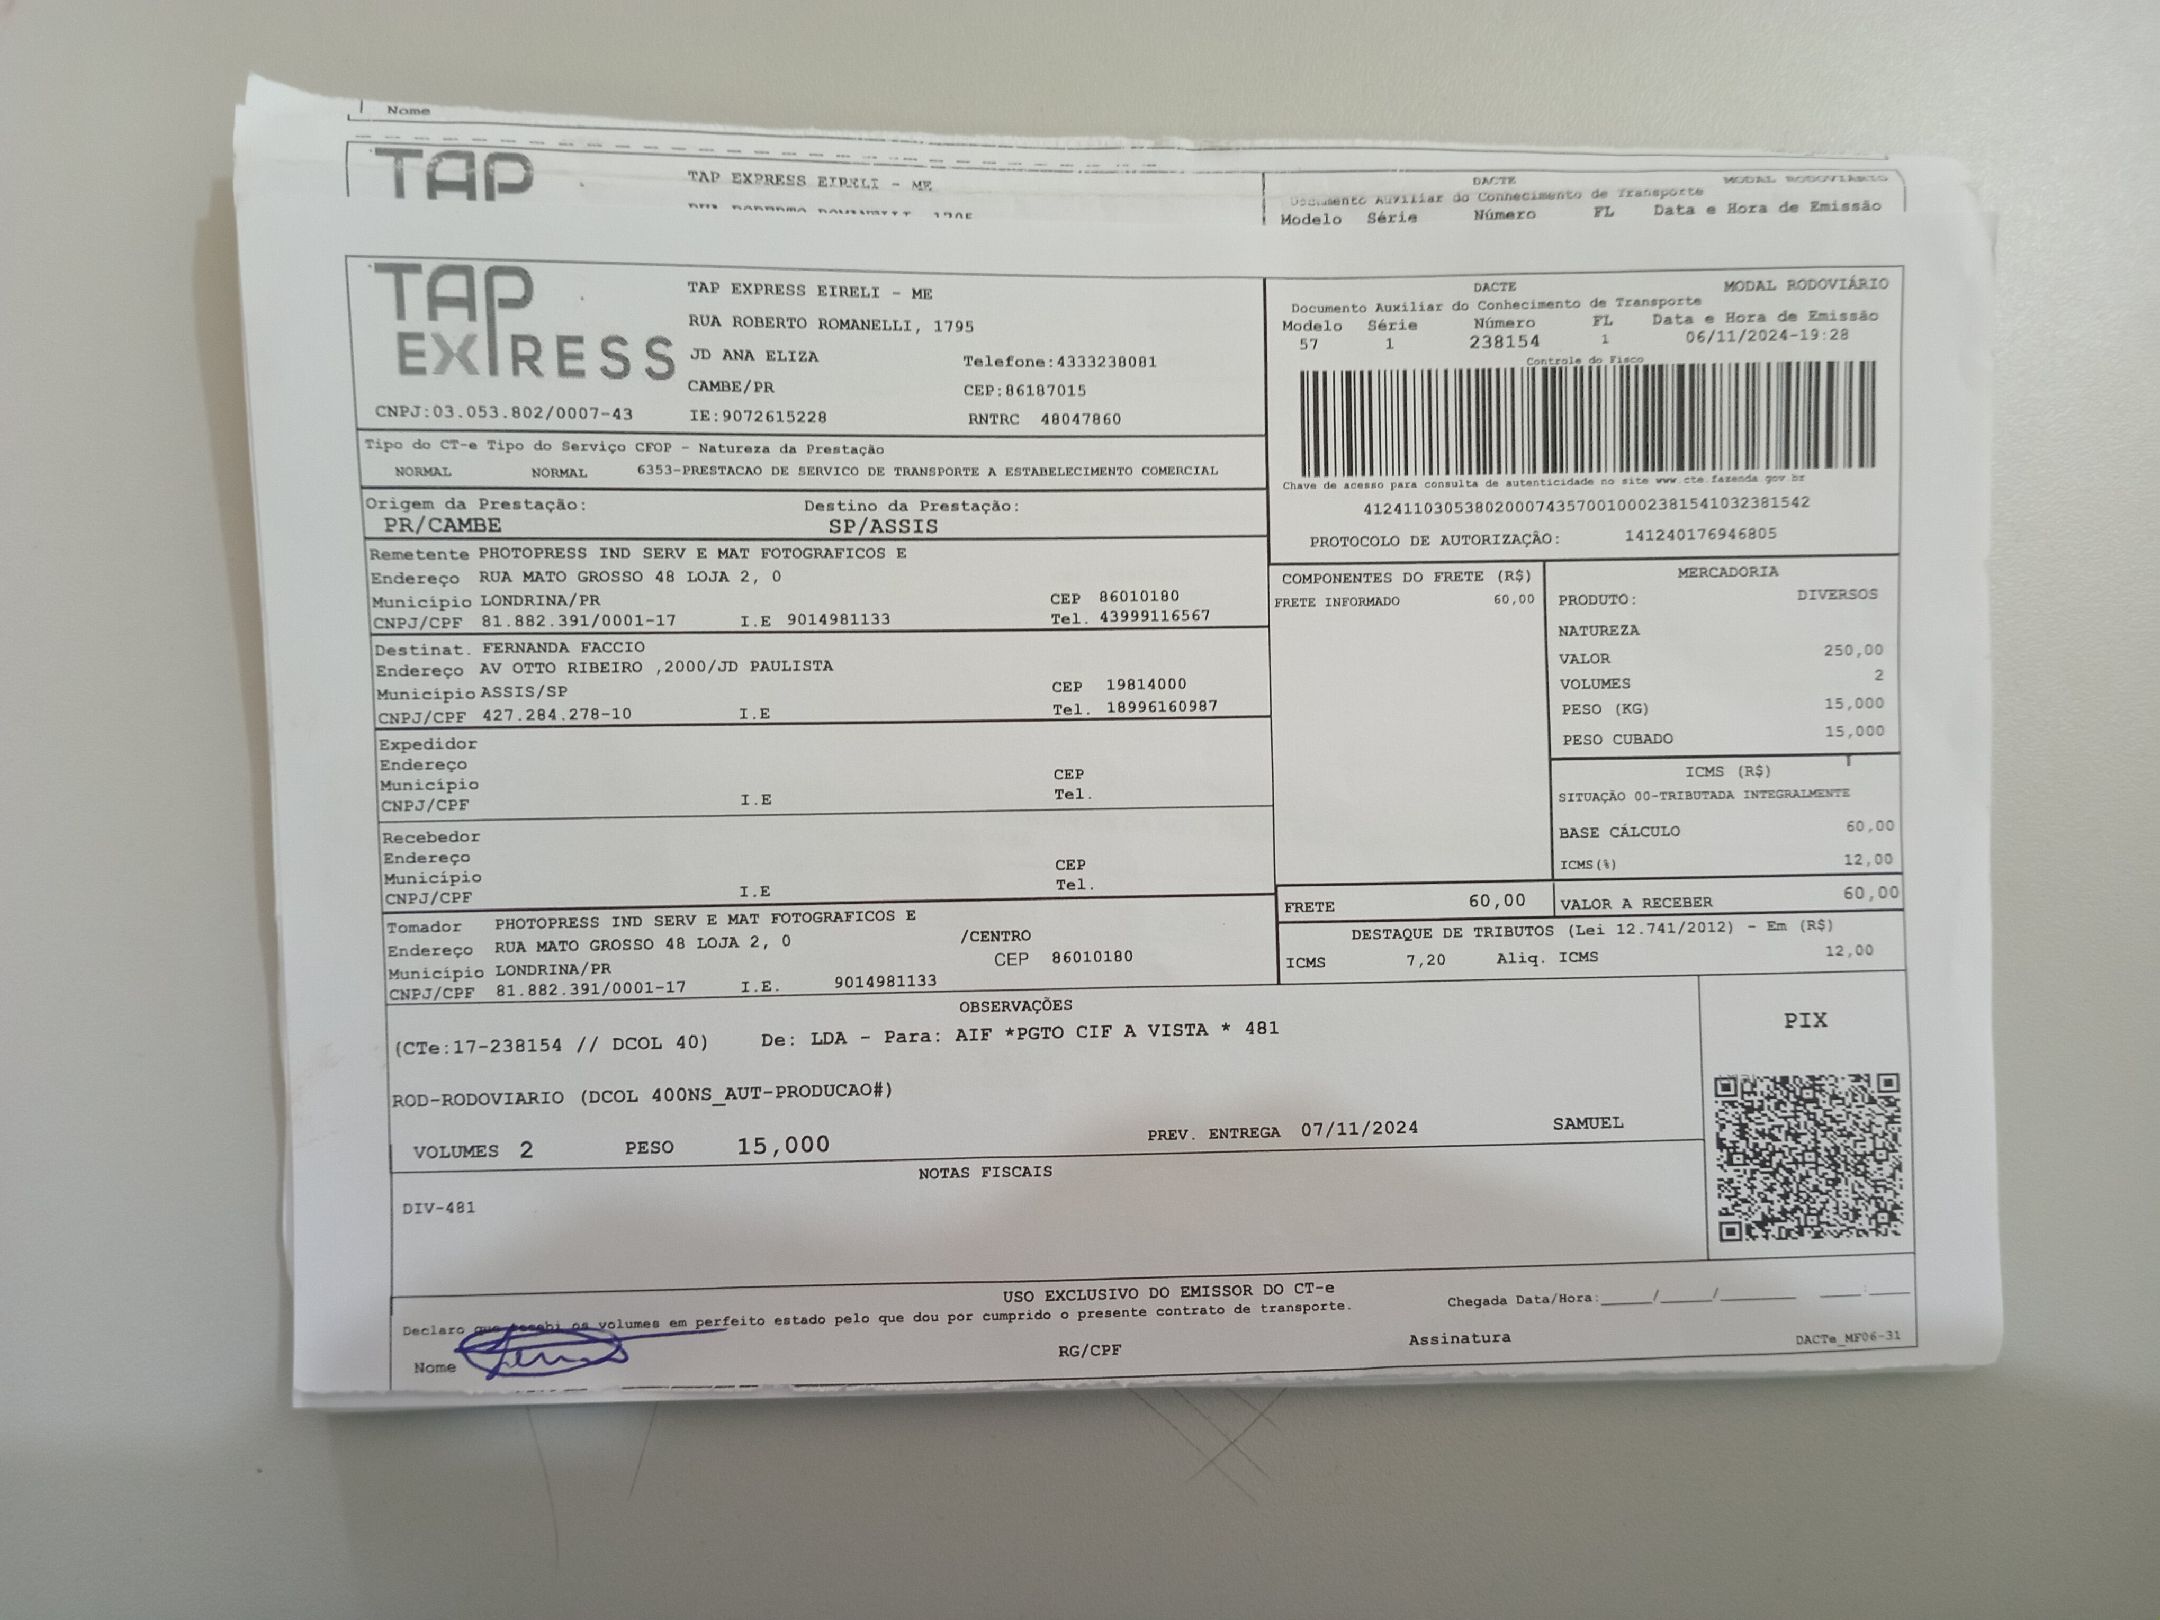 Nome
TAP
TAP EXPRESS EIRELI - ME
DACTE MODAL RODOVIÁRIO
Documento Auxiliar do Conhecimento de Transporte
Modelo Série Número FL Data e Hora de Emissão
TAP EXPRESS
TAP EXPRESS EIRELI - ME
RUA ROBERTO ROMANELLI, 1795
JD ANA ELIZA Telefone:4333238081
CAMBE/PR CEP:86187015
CNPJ:03.053.802/0007-43 IE:9072615228 RNTRC 48047860
DACTE MODAL RODOVIÁRIO
Documento Auxiliar do Conhecimento de Transporte
Modelo Série Número FL Data e Hora de Emissão
57 1 238154 1 06/11/2024-19:28
Controle do Fisco
Chave de acesso para consulta de autenticidade no site www.cte.fazenda.gov.br
41241103053802000743570010002381541032381542
PROTOCOLO DE AUTORIZAÇÃO: 141240176946805
Tipo do CT-e Tipo do Serviço CFOP - Natureza da Prestação
NORMAL NORMAL 6353-PRESTACAO DE SERVICO DE TRANSPORTE A ESTABELECIMENTO COMERCIAL
Origem da Prestação: Destino da Prestação:
PR/CAMBE SP/ASSIS
Remetente PHOTOPRESS IND SERV E MAT FOTOGRAFICOS E
Endereço RUA MATO GROSSO 48 LOJA 2, 0
Município LONDRINA/PR CEP 86010180
CNPJ/CPF 81.882.391/0001-17 I.E 9014981133 Tel. 43999116567
Destinat. FERNANDA FACCIO
Endereço AV OTTO RIBEIRO ,2000/JD PAULISTA
Município ASSIS/SP CEP 19814000
CNPJ/CPF 427.284.278-10 I.E Tel. 18996160987
Expedidor
Endereço
Município CEP
CNPJ/CPF I.E Tel.
Recebedor
Endereço
Município CEP
CNPJ/CPF I.E Tel.
Tomador PHOTOPRESS IND SERV E MAT FOTOGRAFICOS E
Endereço RUA MATO GROSSO 48 LOJA 2, 0 /CENTRO
Município LONDRINA/PR CEP 86010180
CNPJ/CPF 81.882.391/0001-17 I.E. 9014981133
COMPONENTES DO FRETE (R$)
FRETE INFORMADO 60,00
MERCADORIA
PRODUTO: DIVERSOS
NATUREZA
VALOR 250,00
VOLUMES 2
PESO (KG) 15,000
PESO CUBADO 15,000
ICMS (R$)
SITUAÇÃO 00-TRIBUTADA INTEGRALMENTE
BASE CÁLCULO 60,00
ICMS(%) 12,00
FRETE 60,00 VALOR A RECEBER 60,00
DESTAQUE DE TRIBUTOS (Lei 12.741/2012) - Em (R$)
ICMS 7,20 Aliq. ICMS 12,00
OBSERVAÇÕES
(CTe:17-238154 // DCOL 40) De: LDA - Para: AIF *PGTO CIF A VISTA * 481
ROD-RODOVIARIO (DCOL 400NS_AUT-PRODUCAO#)
VOLUMES 2 PESO 15,000 PREV. ENTREGA 07/11/2024 SAMUEL
PIX
NOTAS FISCAIS
DIV-481
USO EXCLUSIVO DO EMISSOR DO CT-e
Declaro que recebi os volumes em perfeito estado pelo que dou por cumprido o presente contrato de transporte. Chegada Data/Hora:_____/_____/_______ ____:____
Nome RG/CPF Assinatura DACTe_MF06-31